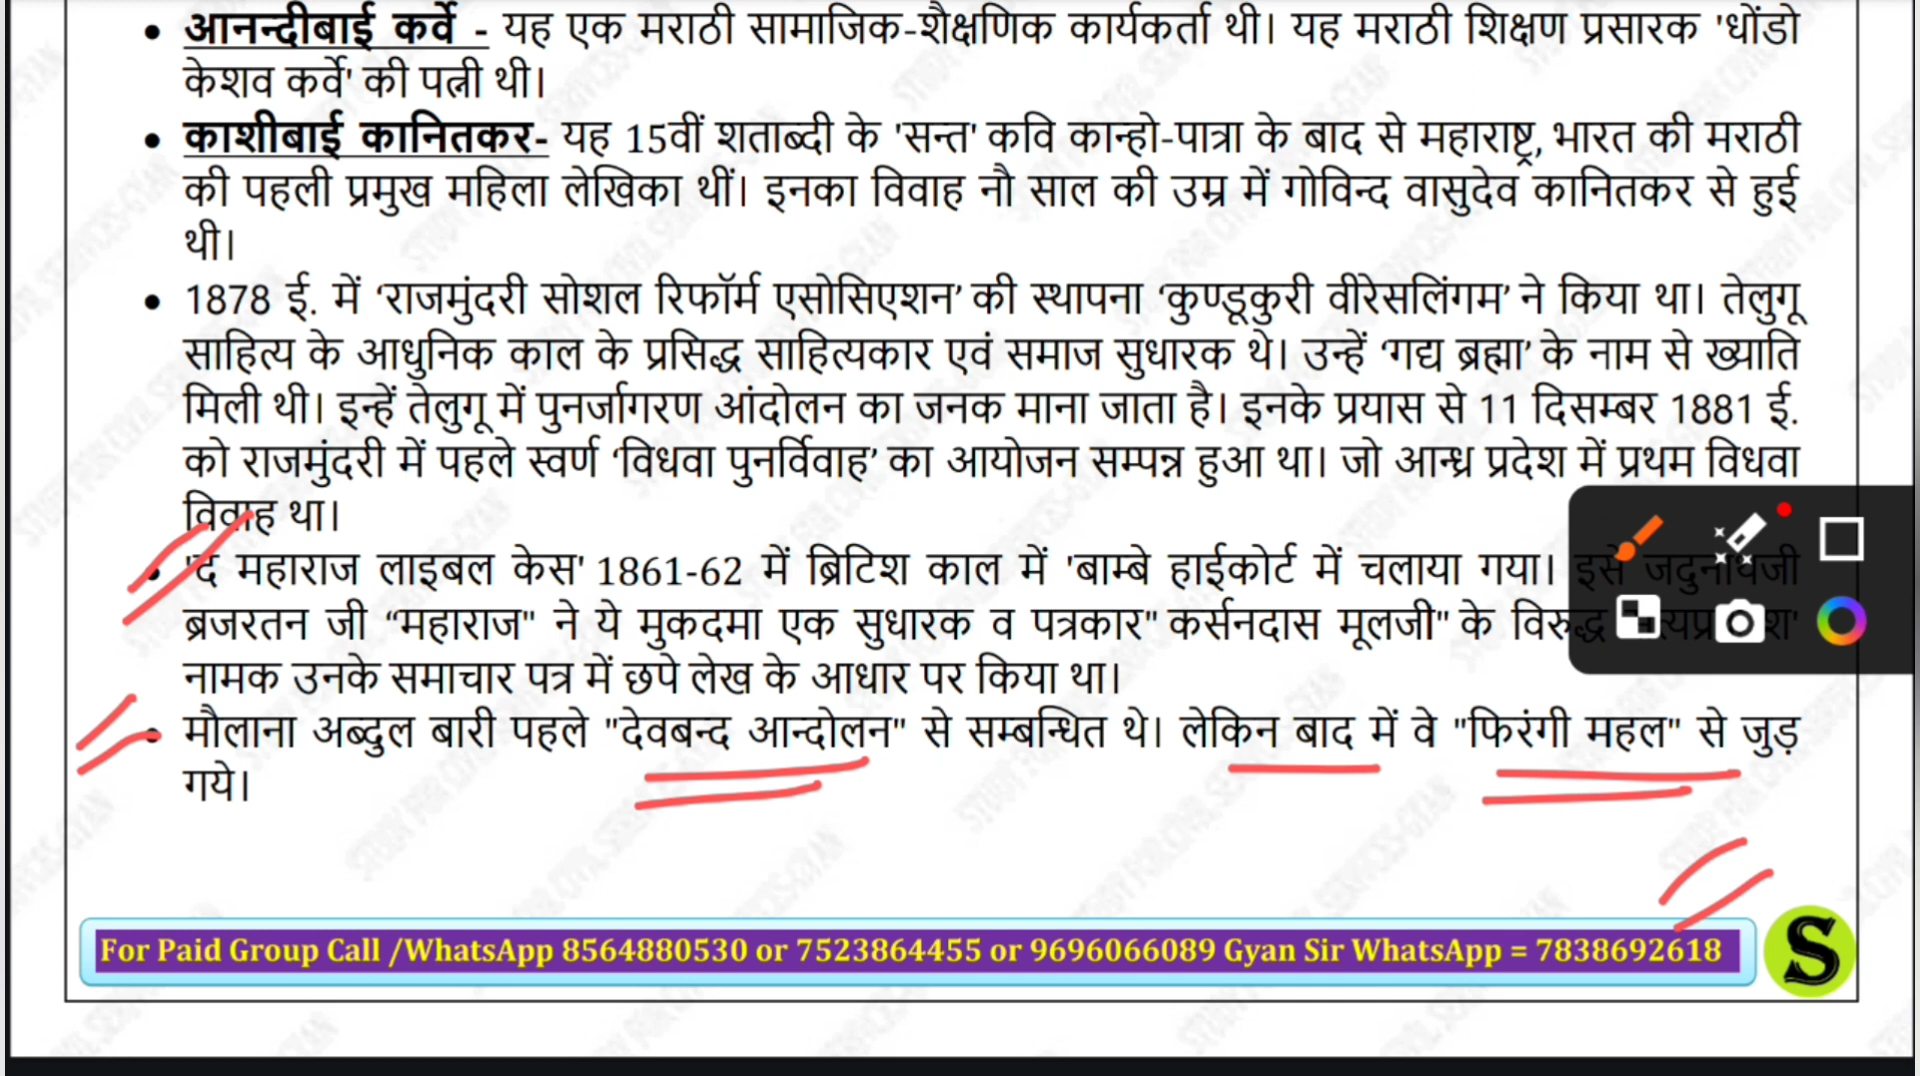 • आनन्दीबाई कर्वे - यह एक मराठी सामाजिक-शैक्षणिक कार्यकर्ता थी। यह मराठी शिक्षण प्रसारक 'धोंडो
केशव कर्वे' की पत्नी थी।
• काशीबाई कानितकर- यह 15वीं शताब्दी के 'सन्त' कवि कान्हो-पात्रा के बाद से महाराष्ट्र, भारत की मराठी
की पहली प्रमुख महिला लेखिका थीं। इनका विवाह नौ साल की उम्र में गोविन्द वासुदेव कानितकर से हुई
थी।
• 1878 ई. में ‘राजमुंदरी सोशल रिफॉर्म एसोसिएशन’ की स्थापना ‘कुण्डूकुरी वीरेसलिंगम’ ने किया था। तेलुगू
साहित्य के आधुनिक काल के प्रसिद्ध साहित्यकार एवं समाज सुधारक थे। उन्हें ‘गद्य ब्रह्मा’ के नाम से ख्याति
मिली थी। इन्हें तेलुगू में पुनर्जागरण आंदोलन का जनक माना जाता है। इनके प्रयास से 11 दिसम्बर 1881 ई.
को राजमुंदरी में पहले स्वर्ण ‘विधवा पुनर्विवाह’ का आयोजन सम्पन्न हुआ था। जो आन्ध्र प्रदेश में प्रथम विधवा
विवाह था।
• 'द महाराज लाइबल केस' 1861-62 में ब्रिटिश काल में 'बाम्बे हाईकोर्ट में चलाया गया। इसे जदुनाथजी
ब्रजरतन जी “महाराज" ने ये मुकदमा एक सुधारक व पत्रकार" कर्सनदास मूलजी" के विरुद्ध
नामक उनके समाचार पत्र में छपे लेख के आधार पर किया था।
• मौलाना अब्दुल बारी पहले "देवबन्द आन्दोलन" से सम्बन्धित थे। लेकिन बाद में वे "फिरंगी महल" से जुड़
गये।
For Paid Group Call /WhatsApp 8564880530 or 7523864455 or 9696066089 Gyan Sir WhatsApp = 7838692618
S